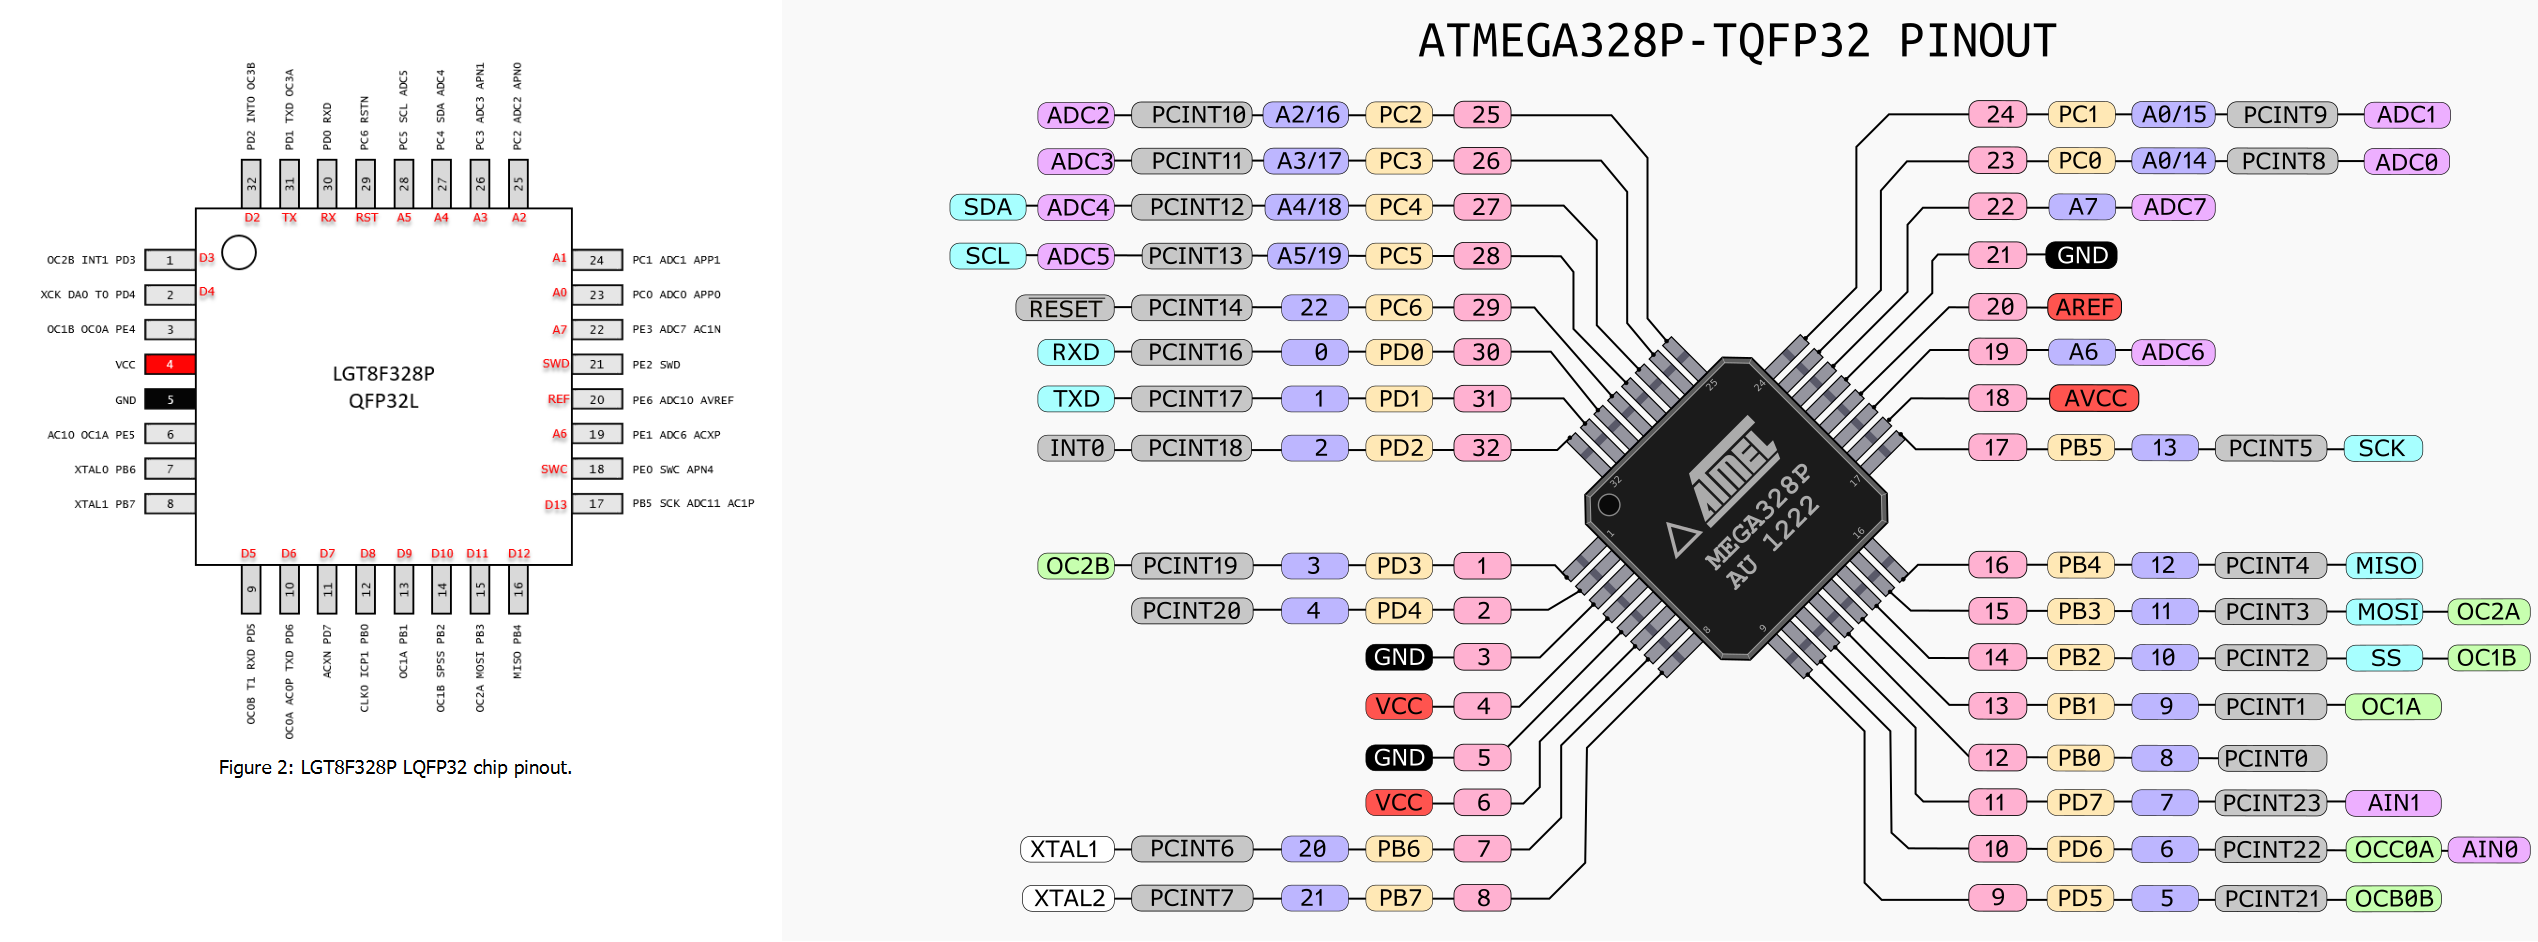 PD2 INT0 OC3B
PD1 TXD OC3A
PD0 RXD
PC6 RSTN
PC5 SCL ADC5
PC4 SDA ADC4
PC3 ADC3 APN1
PC2 ADC2 APN0
32 31 30 29 28 27 26 25
D2 TX RX RST A5 A4 A3 A2
OC2B INT1 PD3 1 D3
XCK DA0 T0 PD4 2 D4
OC1B OC0A PE4 3
VCC 4
GND 5
AC10 OC1A PE5 6
XTAL0 PB6 7
XTAL1 PB7 8
LGT8F328P
QFP32L
A1 24 PC1 ADC1 APP1
A0 23 PC0 ADC0 APP0
A7 22 PE3 ADC7 AC1N
SWD 21 PE2 SWD
REF 20 PE6 ADC10 AVREF
A6 19 PE1 ADC6 ACXP
SWC 18 PE0 SWC APN4
D13 17 PB5 SCK ADC11 AC1P
D5 D6 D7 D8 D9 D10 D11 D12
9 10 11 12 13 14 15 16
OC0B T1 RXD PD5
OC0A AC0P TXD PD6
ACXN PD7
CLKO ICP1 PB0
OC1A PB1
OC1B SPSS PB2
OC2A MOSI PB3
MISO PB4
Figure 2: LGT8F328P LQFP32 chip pinout.
ATMEGA328P-TQFP32 PINOUT
ADC2 PCINT10 A2/16 PC2 25
ADC3 PCINT11 A3/17 PC3 26
SDA ADC4 PCINT12 A4/18 PC4 27
SCL ADC5 PCINT13 A5/19 PC5 28
RESET PCINT14 22 PC6 29
RXD PCINT16 0 PD0 30
TXD PCINT17 1 PD1 31
INT0 PCINT18 2 PD2 32
OC2B PCINT19 3 PD3 1
PCINT20 4 PD4 2
GND 3
VCC 4
GND 5
VCC 6
XTAL1 PCINT6 20 PB6 7
XTAL2 PCINT7 21 PB7 8
25 24
32 17
ATMEL
MEGA328P
AU 1222
1 16
8 9
24 PC1 A0/15 PCINT9 ADC1
23 PC0 A0/14 PCINT8 ADC0
22 A7 ADC7
21 GND
20 AREF
19 A6 ADC6
18 AVCC
17 PB5 13 PCINT5 SCK
16 PB4 12 PCINT4 MISO
15 PB3 11 PCINT3 MOSI OC2A
14 PB2 10 PCINT2 SS OC1B
13 PB1 9 PCINT1 OC1A
12 PB0 8 PCINT0
11 PD7 7 PCINT23 AIN1
10 PD6 6 PCINT22 OCC0A AIN0
9 PD5 5 PCINT21 OCB0B